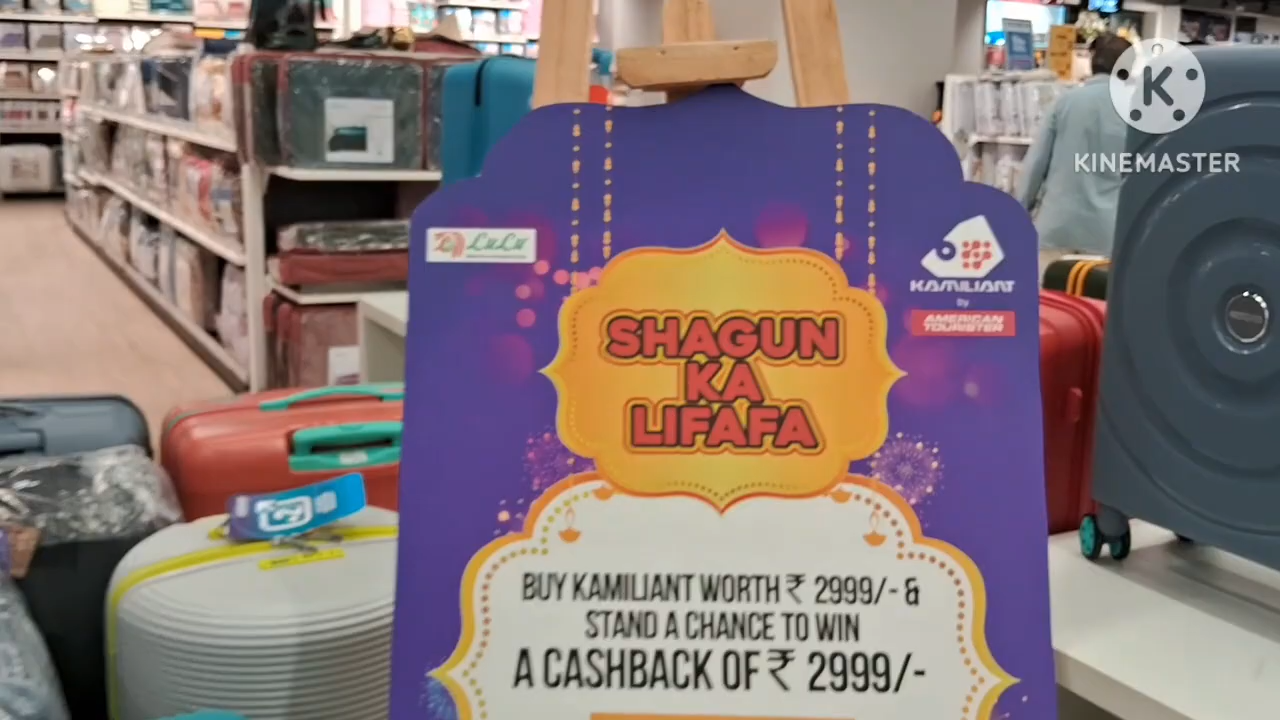 K
KINEMASTER
LuLu
KAMILIANT
by
AMERICAN
TOURISTER
SHAGUN
KA
LIFAFA
BUY KAMILIANT WORTH ₹ 2999/- &
STAND A CHANCE TO WIN
A CASHBACK OF ₹ 2999/-